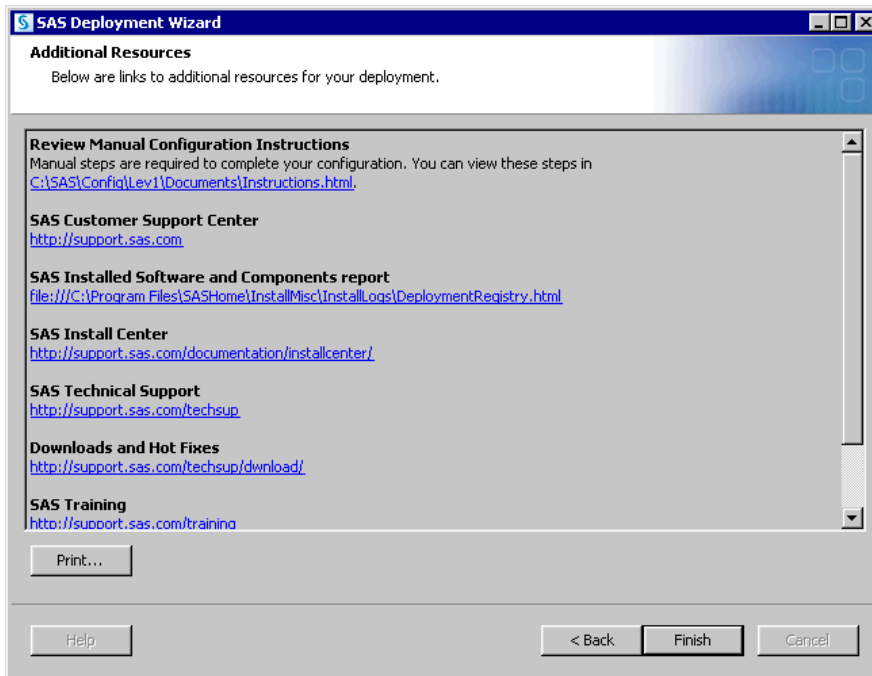 SAS Deployment Wizard
Additional Resources
Below are links to additional resources for your deployment.
Review Manual Configuration Instructions
Manual steps are required to complete your configuration. You can view these steps in
C:\SAS\Config\Lev1\Documents\Instructions.html.
SAS Customer Support Center
http://support.sas.com
SAS Installed Software and Components report
file:///C:\Program Files\SASHome\InstallMisc\InstallLogs\DeploymentRegistry.html
SAS Install Center
http://support.sas.com/documentation/installcenter/
SAS Technical Support
http://support.sas.com/techsup
Downloads and Hot Fixes
http://support.sas.com/techsup/dwnload/
SAS Training
http://support.sas.com/training
Print...
Help
< Back
Finish
Cancel